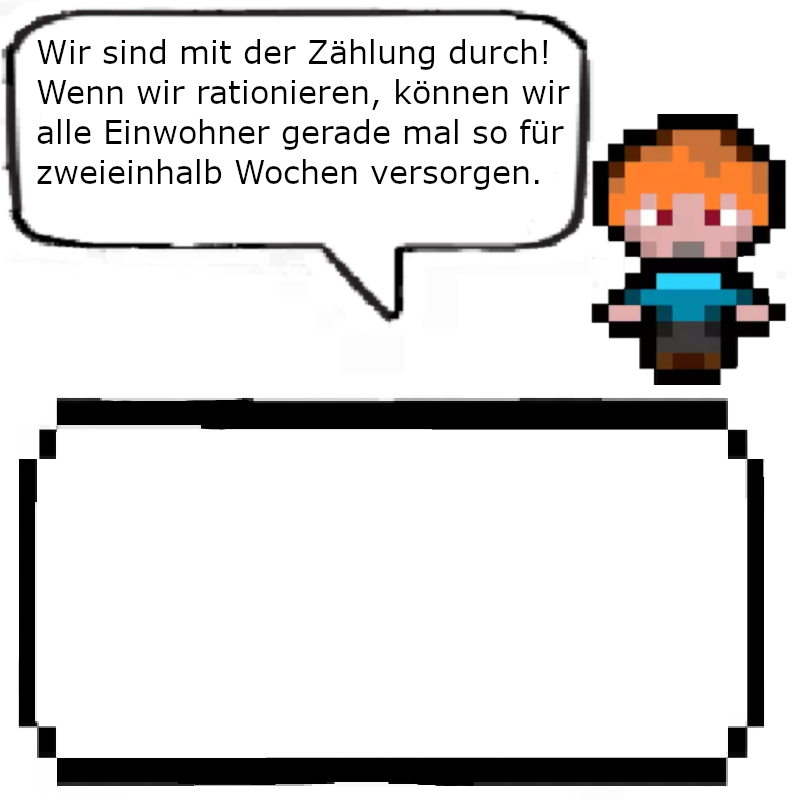 Wir sind mit der Zählung durch!
Wenn wir rationieren, können wir
alle Einwohner gerade mal so für
zweieinhalb Wochen versorgen.